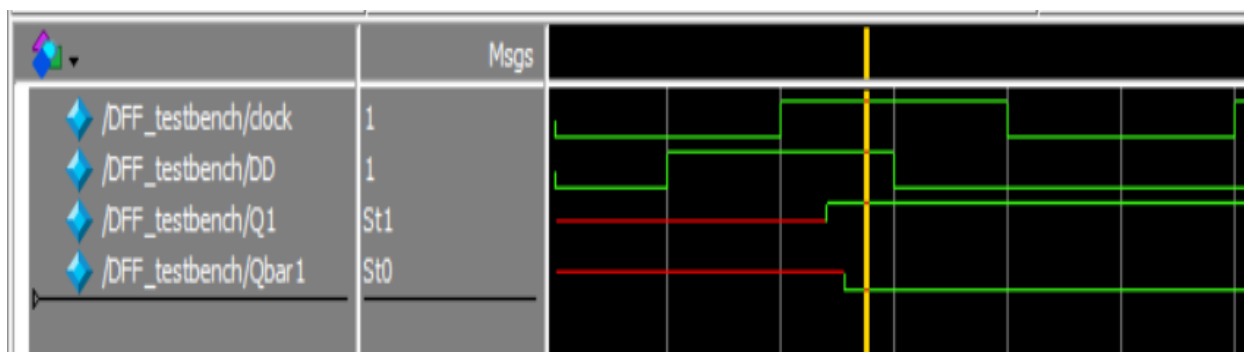 Msgs
/DFF_testbench/clock 1
/DFF_testbench/DD 1
/DFF_testbench/Q1 St1
/DFF_testbench/Qbar1 St0